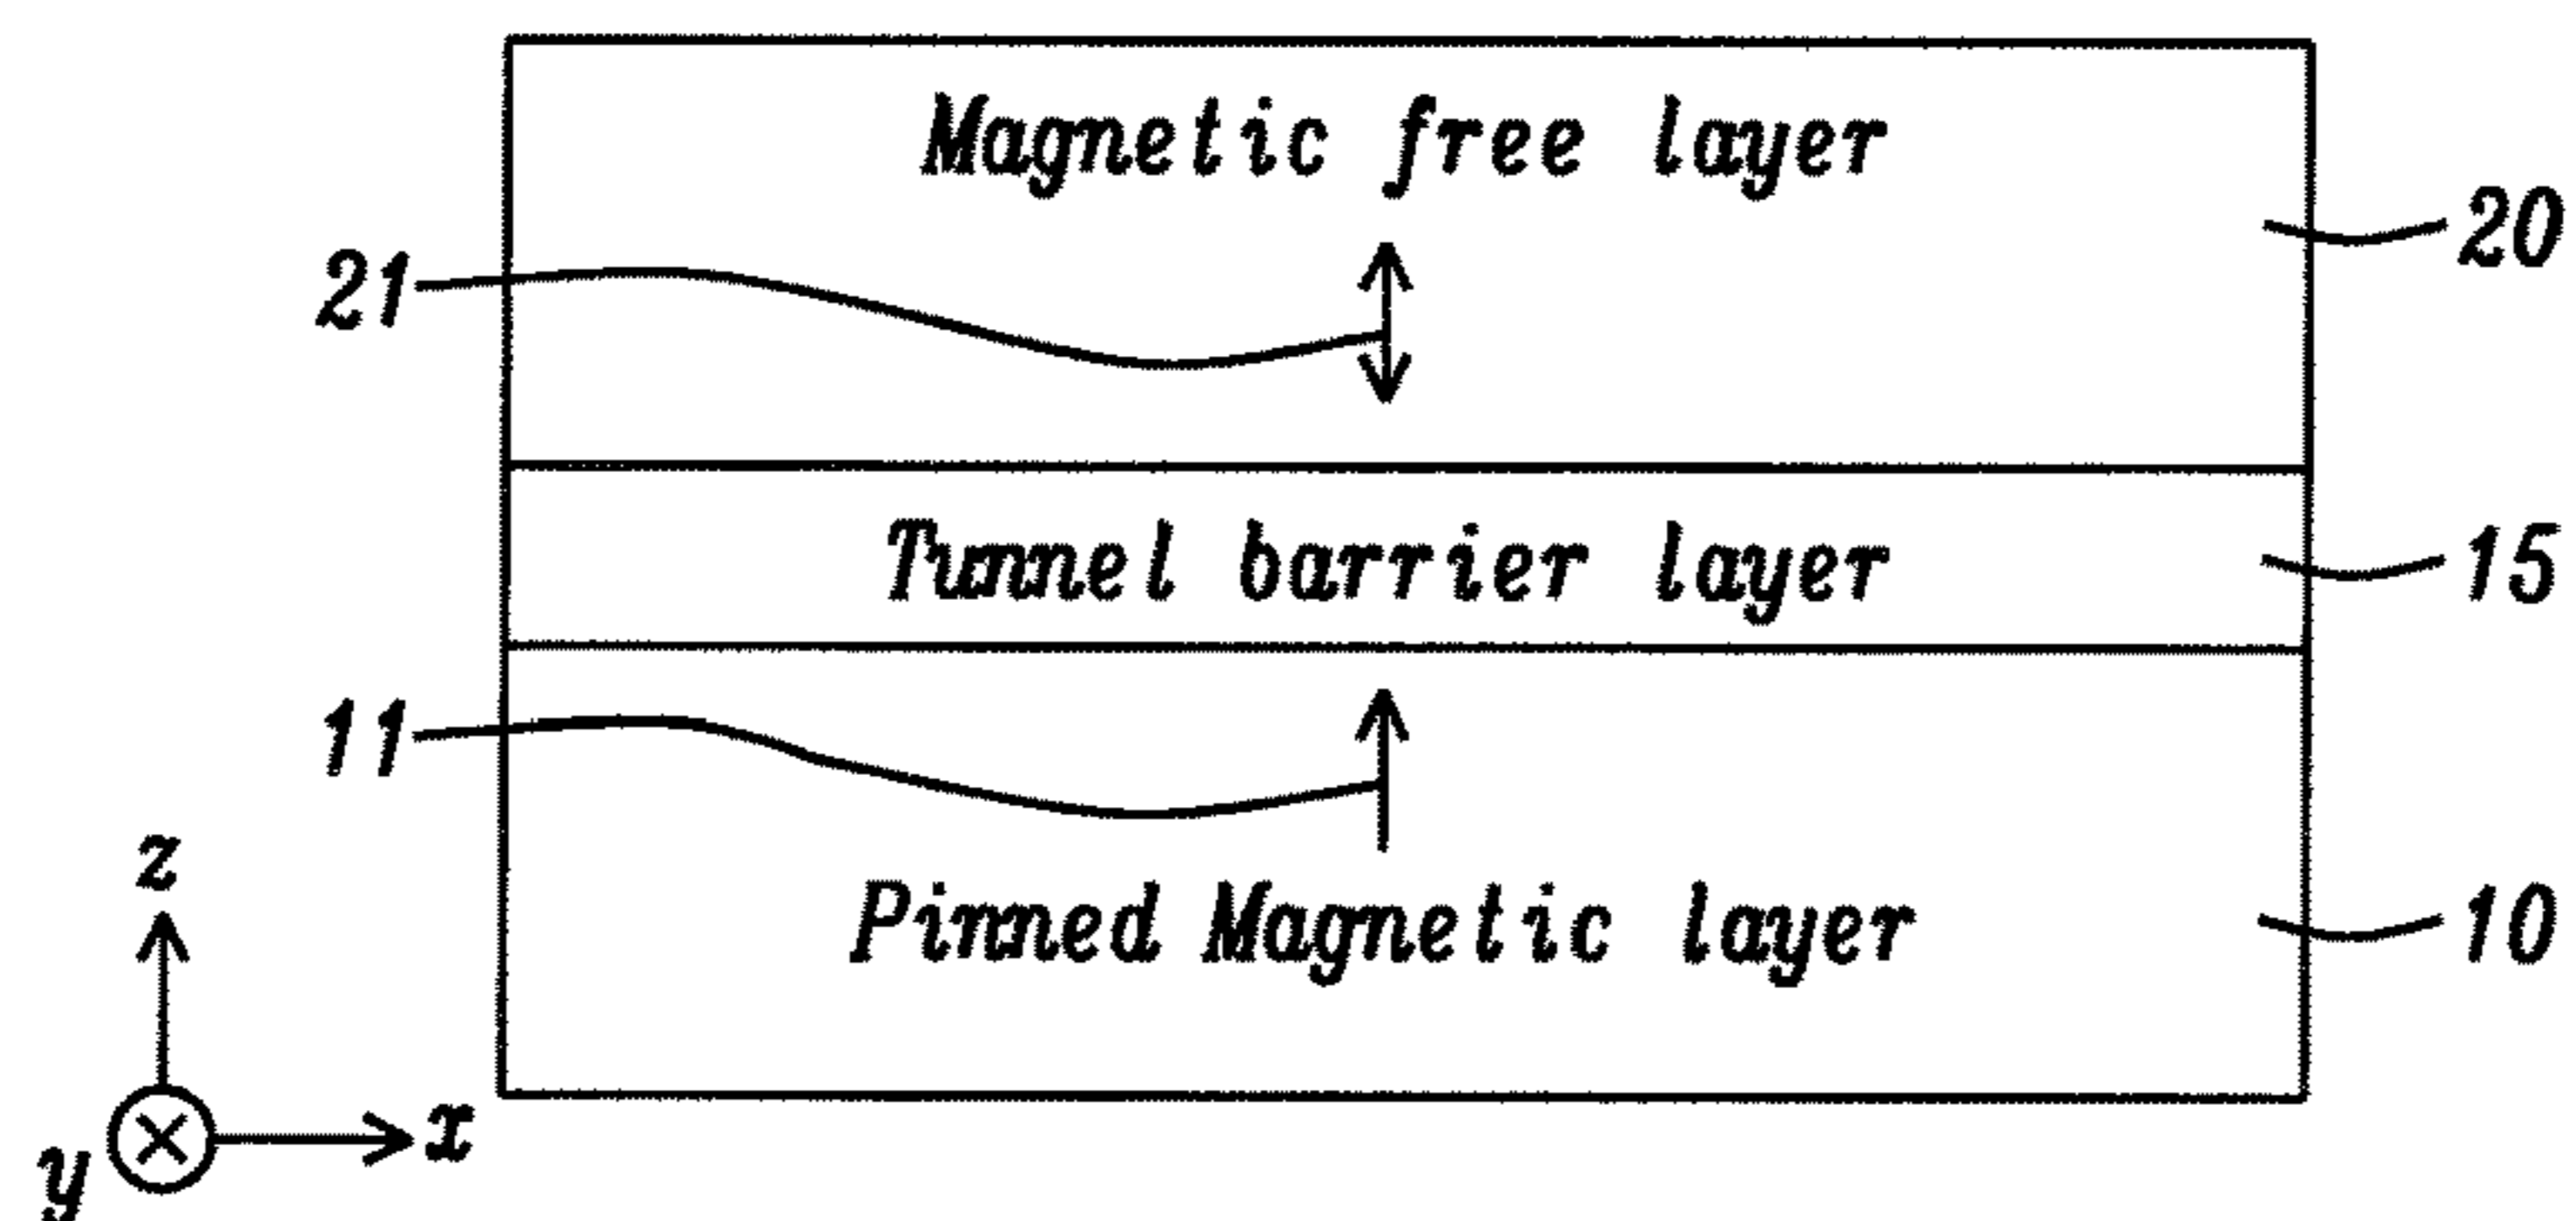 Magnetic free layer
20
21
Tunnel barrier layer
15
11
z
Pinned Magnetic layer
10
x
y